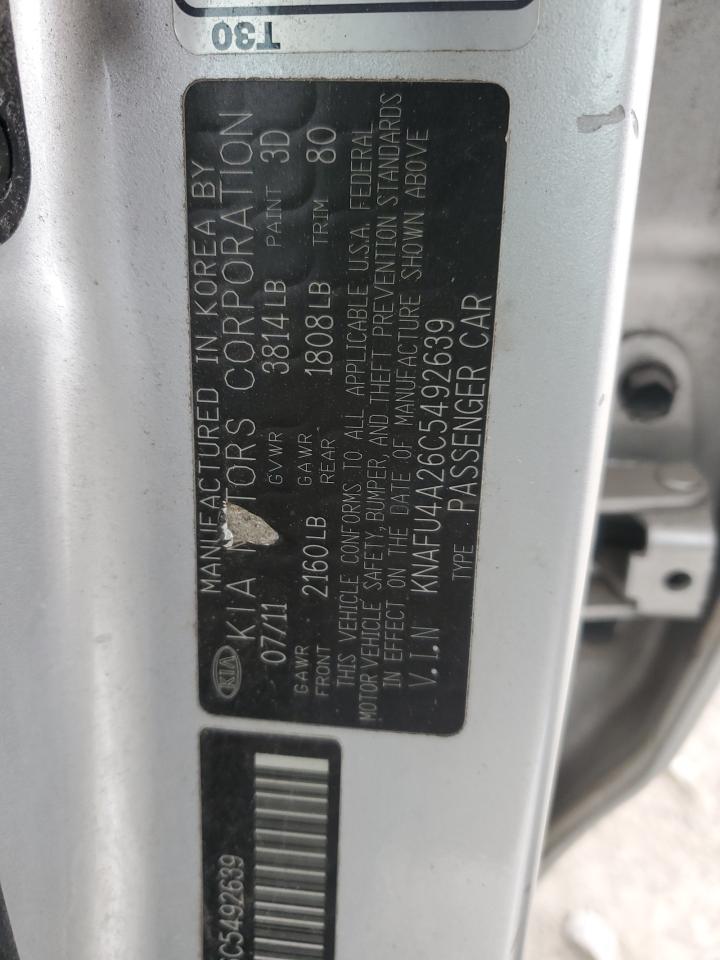 T30
MANUFACTURED IN KOREA BY
KIA CORPORATION
07/11 GVWR 3814LB PAINT 3D
GAWR FRONT 2160LB GAWR REAR 1808LB TRIM 80
THIS VEHICLE CONFORMS TO ALL APPLICABLE U.S.A. FEDERAL
MOTOR VEHICLE SAFETY, BUMPER, AND THEFT PREVENTION STANDARDS
IN EFFECT ON THE DATE OF MANUFACTURE SHOWN ABOVE
V.I.N KNAFU4A26C5492639
TYPE PASSENGER CAR
C5492639